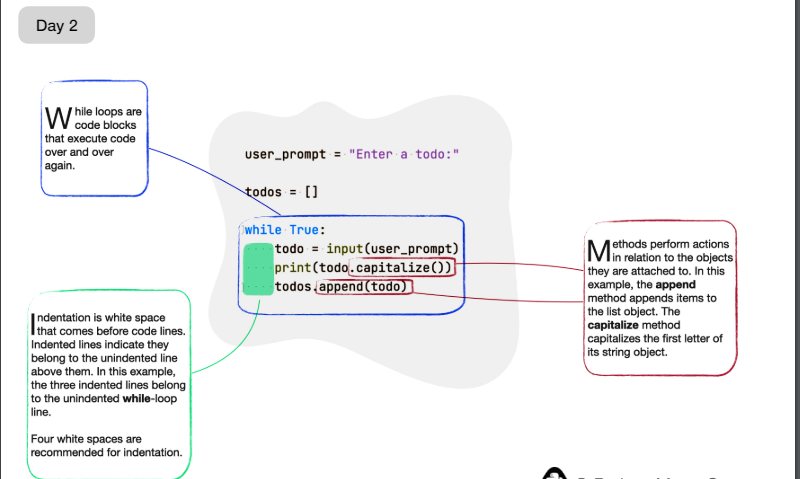 Day 2
While loops are
code blocks
that execute code
over and over
again.
user_prompt = "Enter a todo:"
todos = []
while True:
todo = input(user_prompt)
print(todo.capitalize())
todos.append(todo)
Methods perform actions
in relation to the objects
they are attached to. In this
example, the append
method appends items to
the list object. The
capitalize method
capitalizes the first letter of
its string object.
Indentation is white space
that comes before code lines.
Indented lines indicate they
belong to the unindented line
above them. In this example,
the three indented lines belong
to the unindented while-loop
line.
Four white spaces are
recommended for indentation.